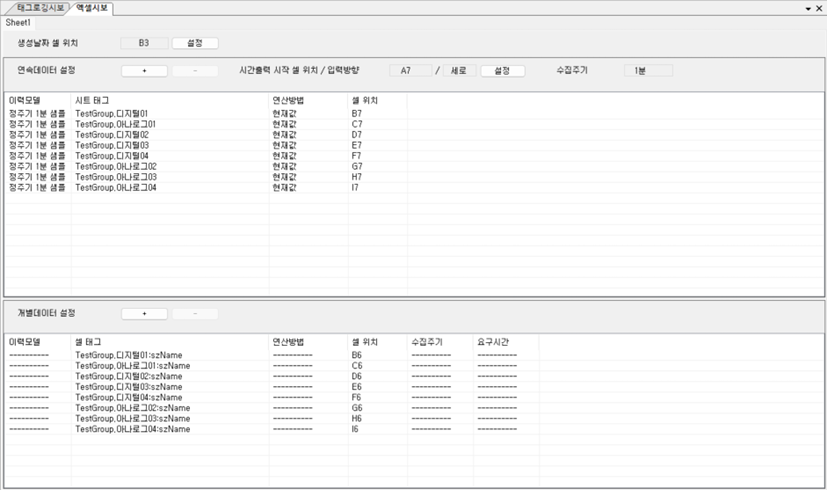 태그로깅시보 엑셀시보
Sheet1
생성날짜 셀 위치 B3 설정
연속데이터 설정 + - 시간출력 시작 셀 위치 / 입력방향 A7 / 세로 설정 수집주기 1분
이력모델 시트 태그 연산방법 셀 위치
정주기 1분 샘플 TestGroup,디지털01 현재값 B7
정주기 1분 샘플 TestGroup,아나로그01 현재값 C7
정주기 1분 샘플 TestGroup,디지털02 현재값 D7
정주기 1분 샘플 TestGroup,디지털03 현재값 E7
정주기 1분 샘플 TestGroup,디지털04 현재값 F7
정주기 1분 샘플 TestGroup,아나로그02 현재값 G7
정주기 1분 샘플 TestGroup,아나로그03 현재값 H7
정주기 1분 샘플 TestGroup,아나로그04 현재값 I7
개별데이터 설정 + -
이력모델 셀 태그 연산방법 셀 위치 수집주기 요구시간
---------- TestGroup,디지털01:szName ---------- B6 ---------- ----------
---------- TestGroup,아나로그01:szName ---------- C6 ---------- ----------
---------- TestGroup,디지털02:szName ---------- D6 ---------- ----------
---------- TestGroup,디지털03:szName ---------- E6 ---------- ----------
---------- TestGroup,디지털04:szName ---------- F6 ---------- ----------
---------- TestGroup,아나로그02:szName ---------- G6 ---------- ----------
---------- TestGroup,아나로그03:szName ---------- H6 ---------- ----------
---------- TestGroup,아나로그04:szName ---------- I6 ---------- ----------